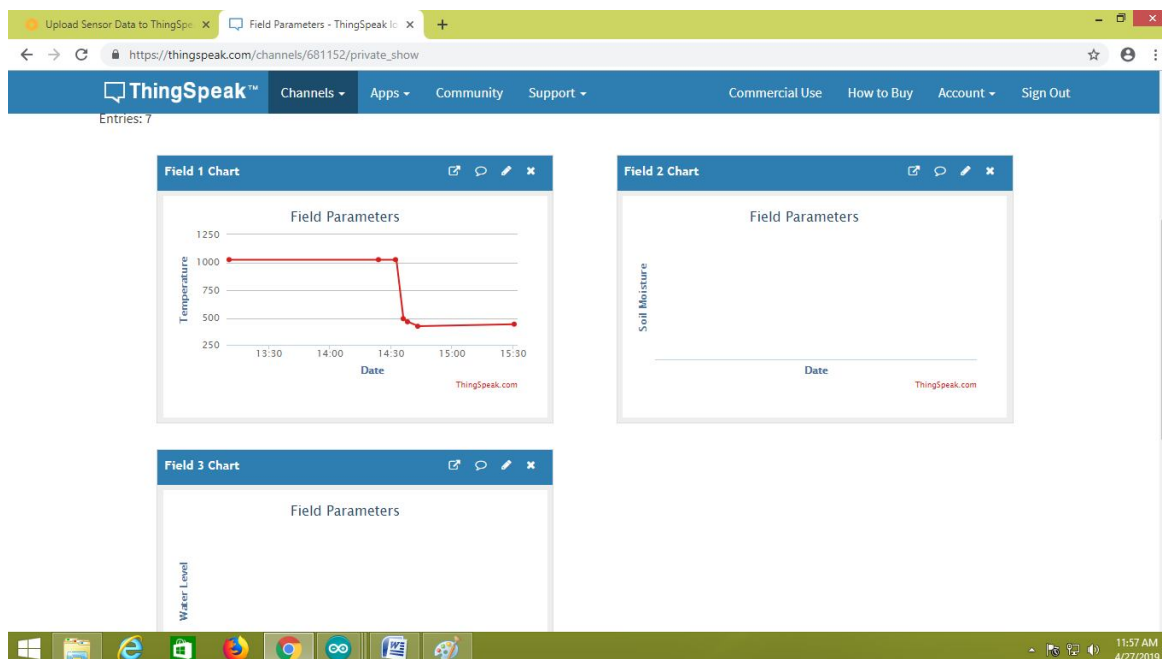 Upload Sensor Data to ThingSpe
Field Parameters - ThingSpeak Io
https://thingspeak.com/channels/681152/private_show
ThingSpeak™ Channels Apps Community Support Commercial Use How to Buy Account Sign Out
Entries: 7
Field 1 Chart
Field Parameters
Temperature
1250
1000
750
500
250
13:30 14:00 14:30 15:00 15:30
Date
ThingSpeak.com
Field 2 Chart
Field Parameters
Soil Moisture
Date
ThingSpeak.com
Field 3 Chart
Field Parameters
Water Level
11:57 AM
4/27/2019